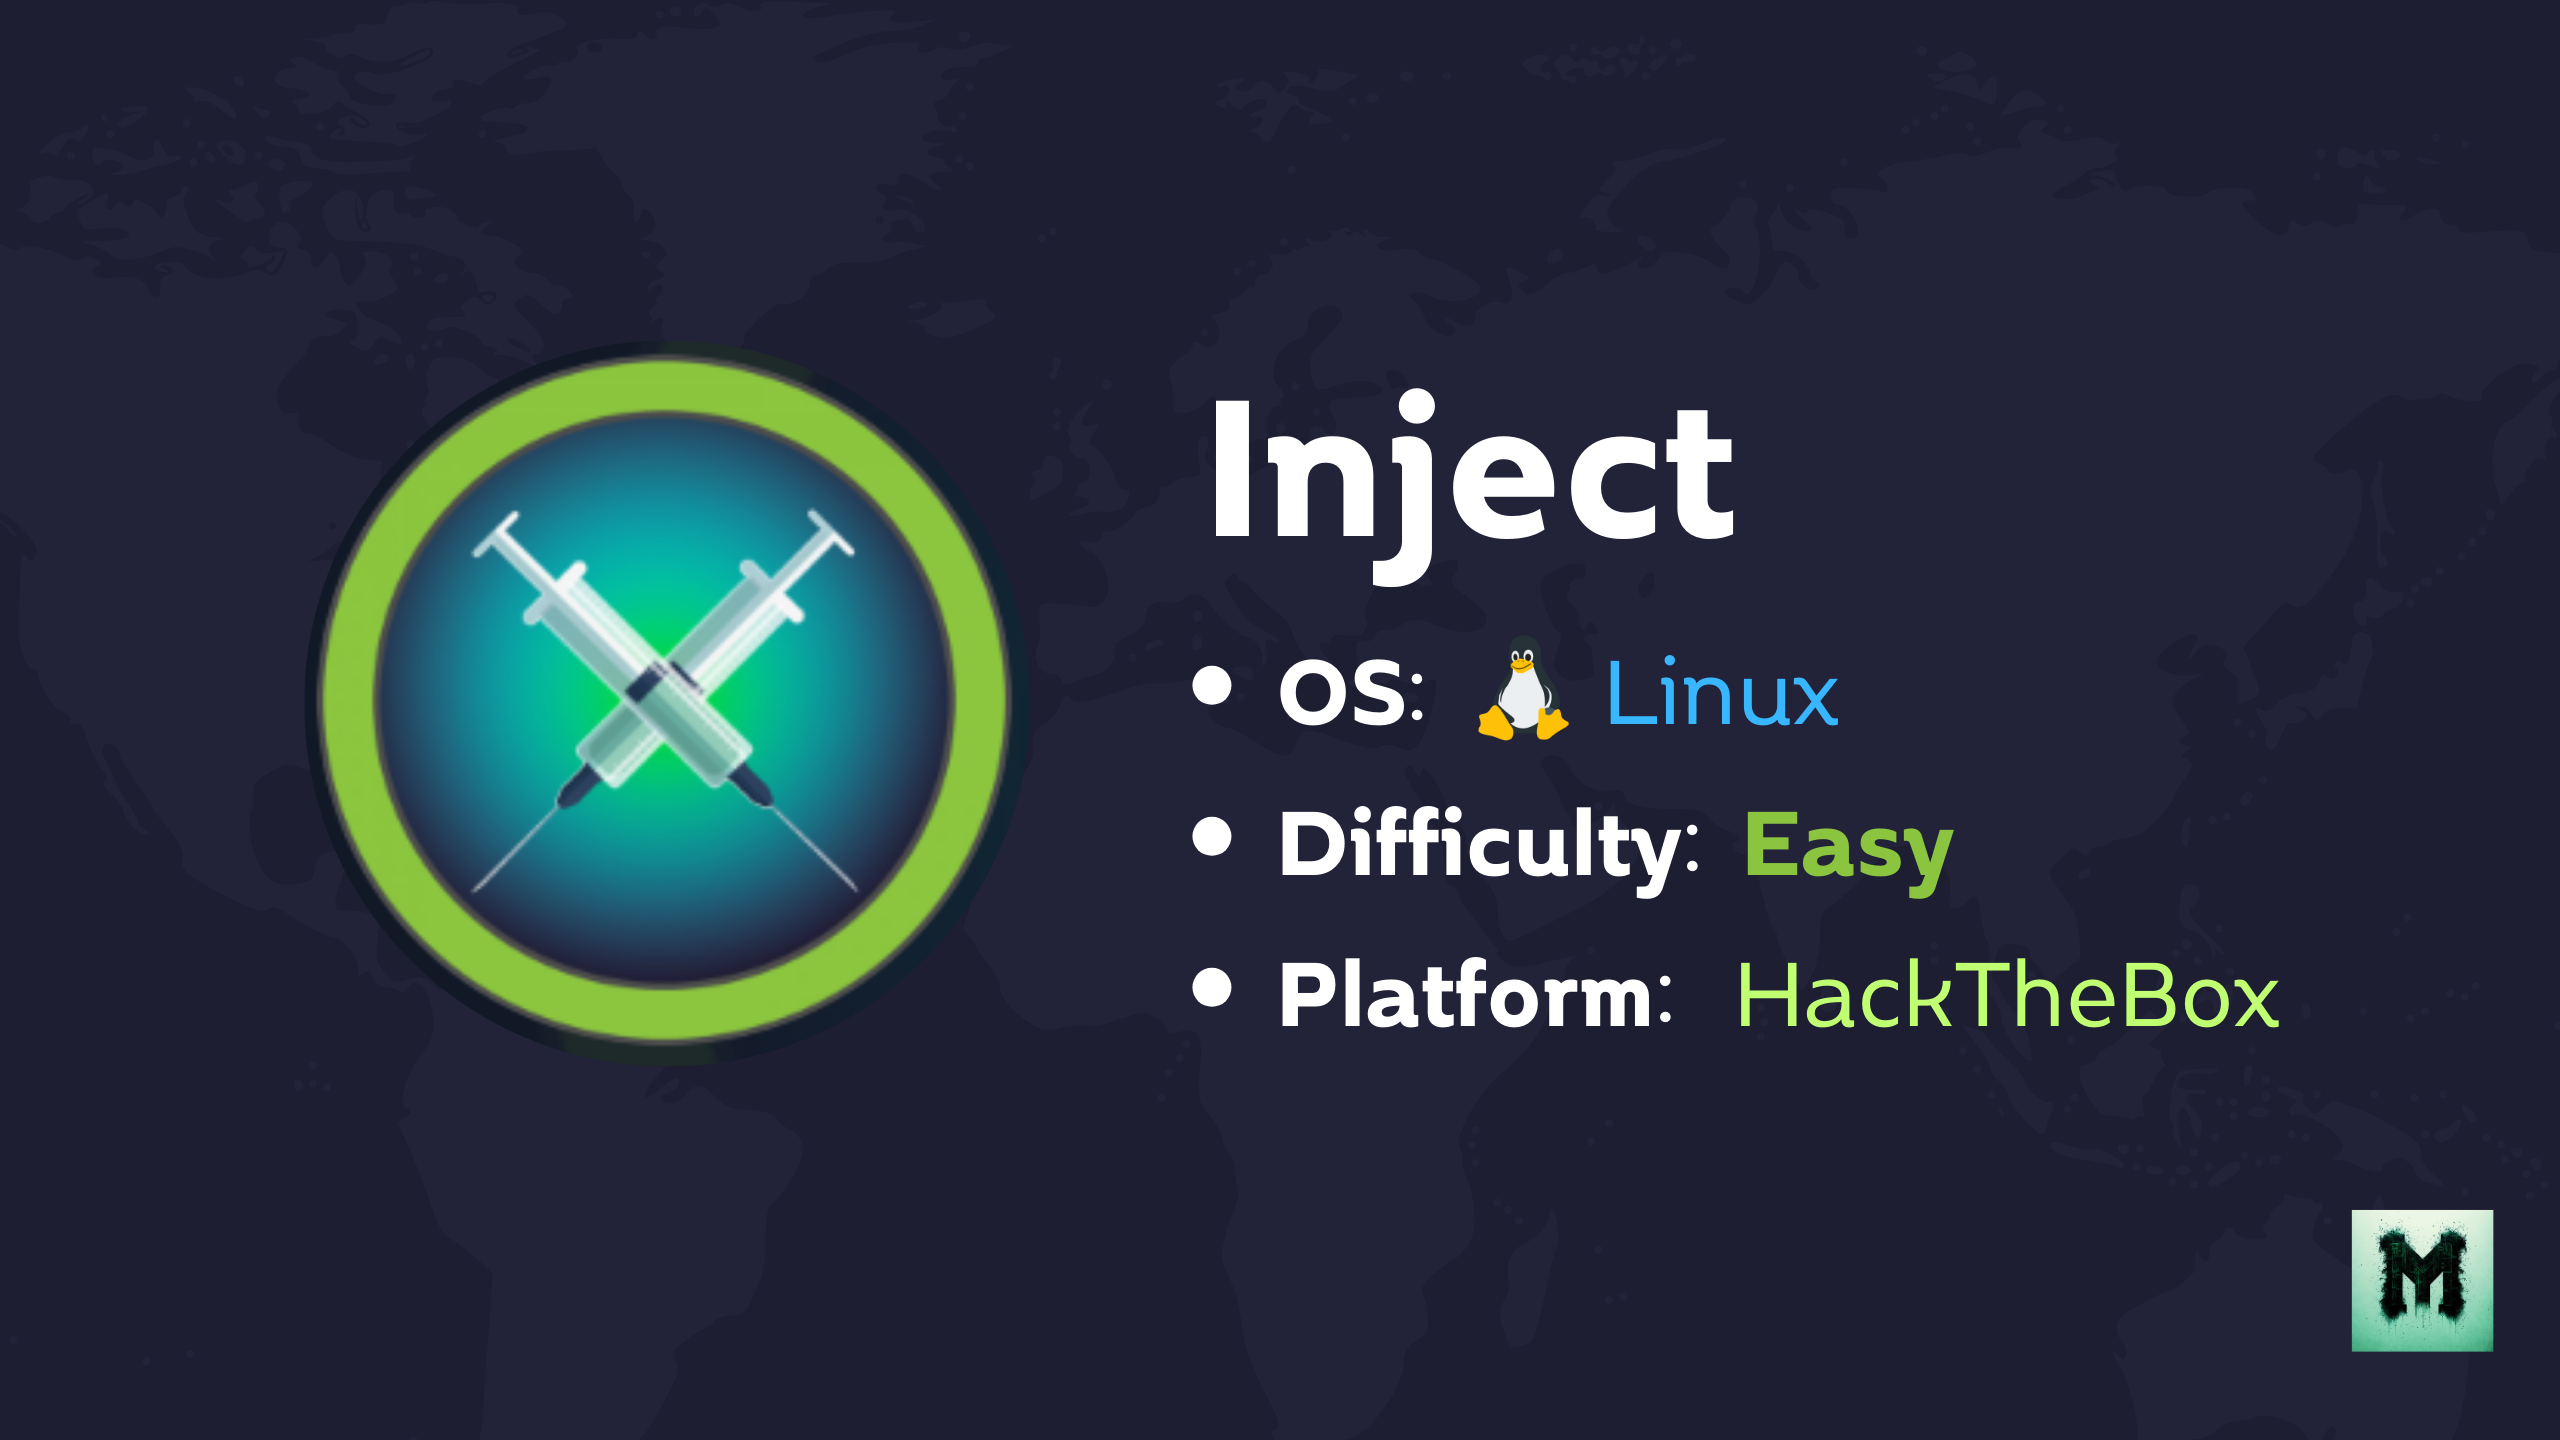 Inject
• OS: Linux
• Difficulty: Easy
• Platform: HackTheBox
M